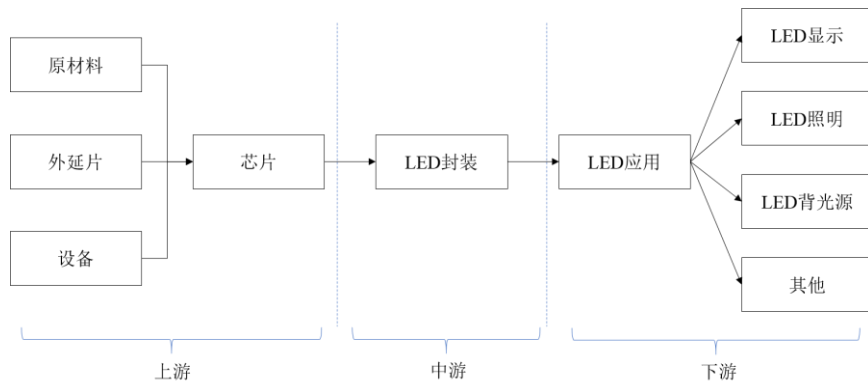 原材料
外延片
设备
芯片
LED封装
LED应用
LED显示
LED照明
LED背光源
其他
上游
中游
下游